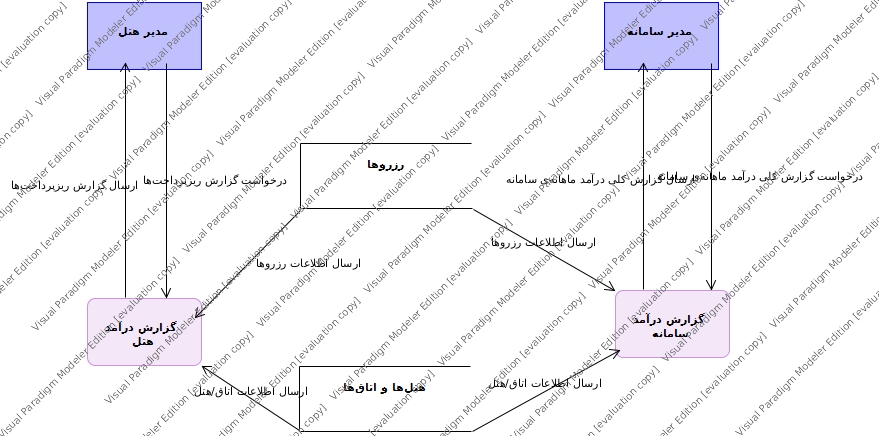 مدیر هتل
مدیر سامانه
رزروها
ارسال گزارش ریزپرداخت‌ها
درخواست گزارش ریزپرداخت‌ها
ارسال گزارش کلی درآمد ماهانه‌ی سامانه
درخواست گزارش کلی درآمد ماهانه‌ی سامانه
ارسال اطلاعات رزروها
ارسال اطلاعات رزروها
گزارش درآمد
هتل
گزارش درآمد
سامانه
هتل‌ها و اتاق‌ها
ارسال اطلاعات اتاق/هتل
ارسال اطلاعات اتاق/هتل
Visual Paradigm Modeler Edition [evaluation copy]